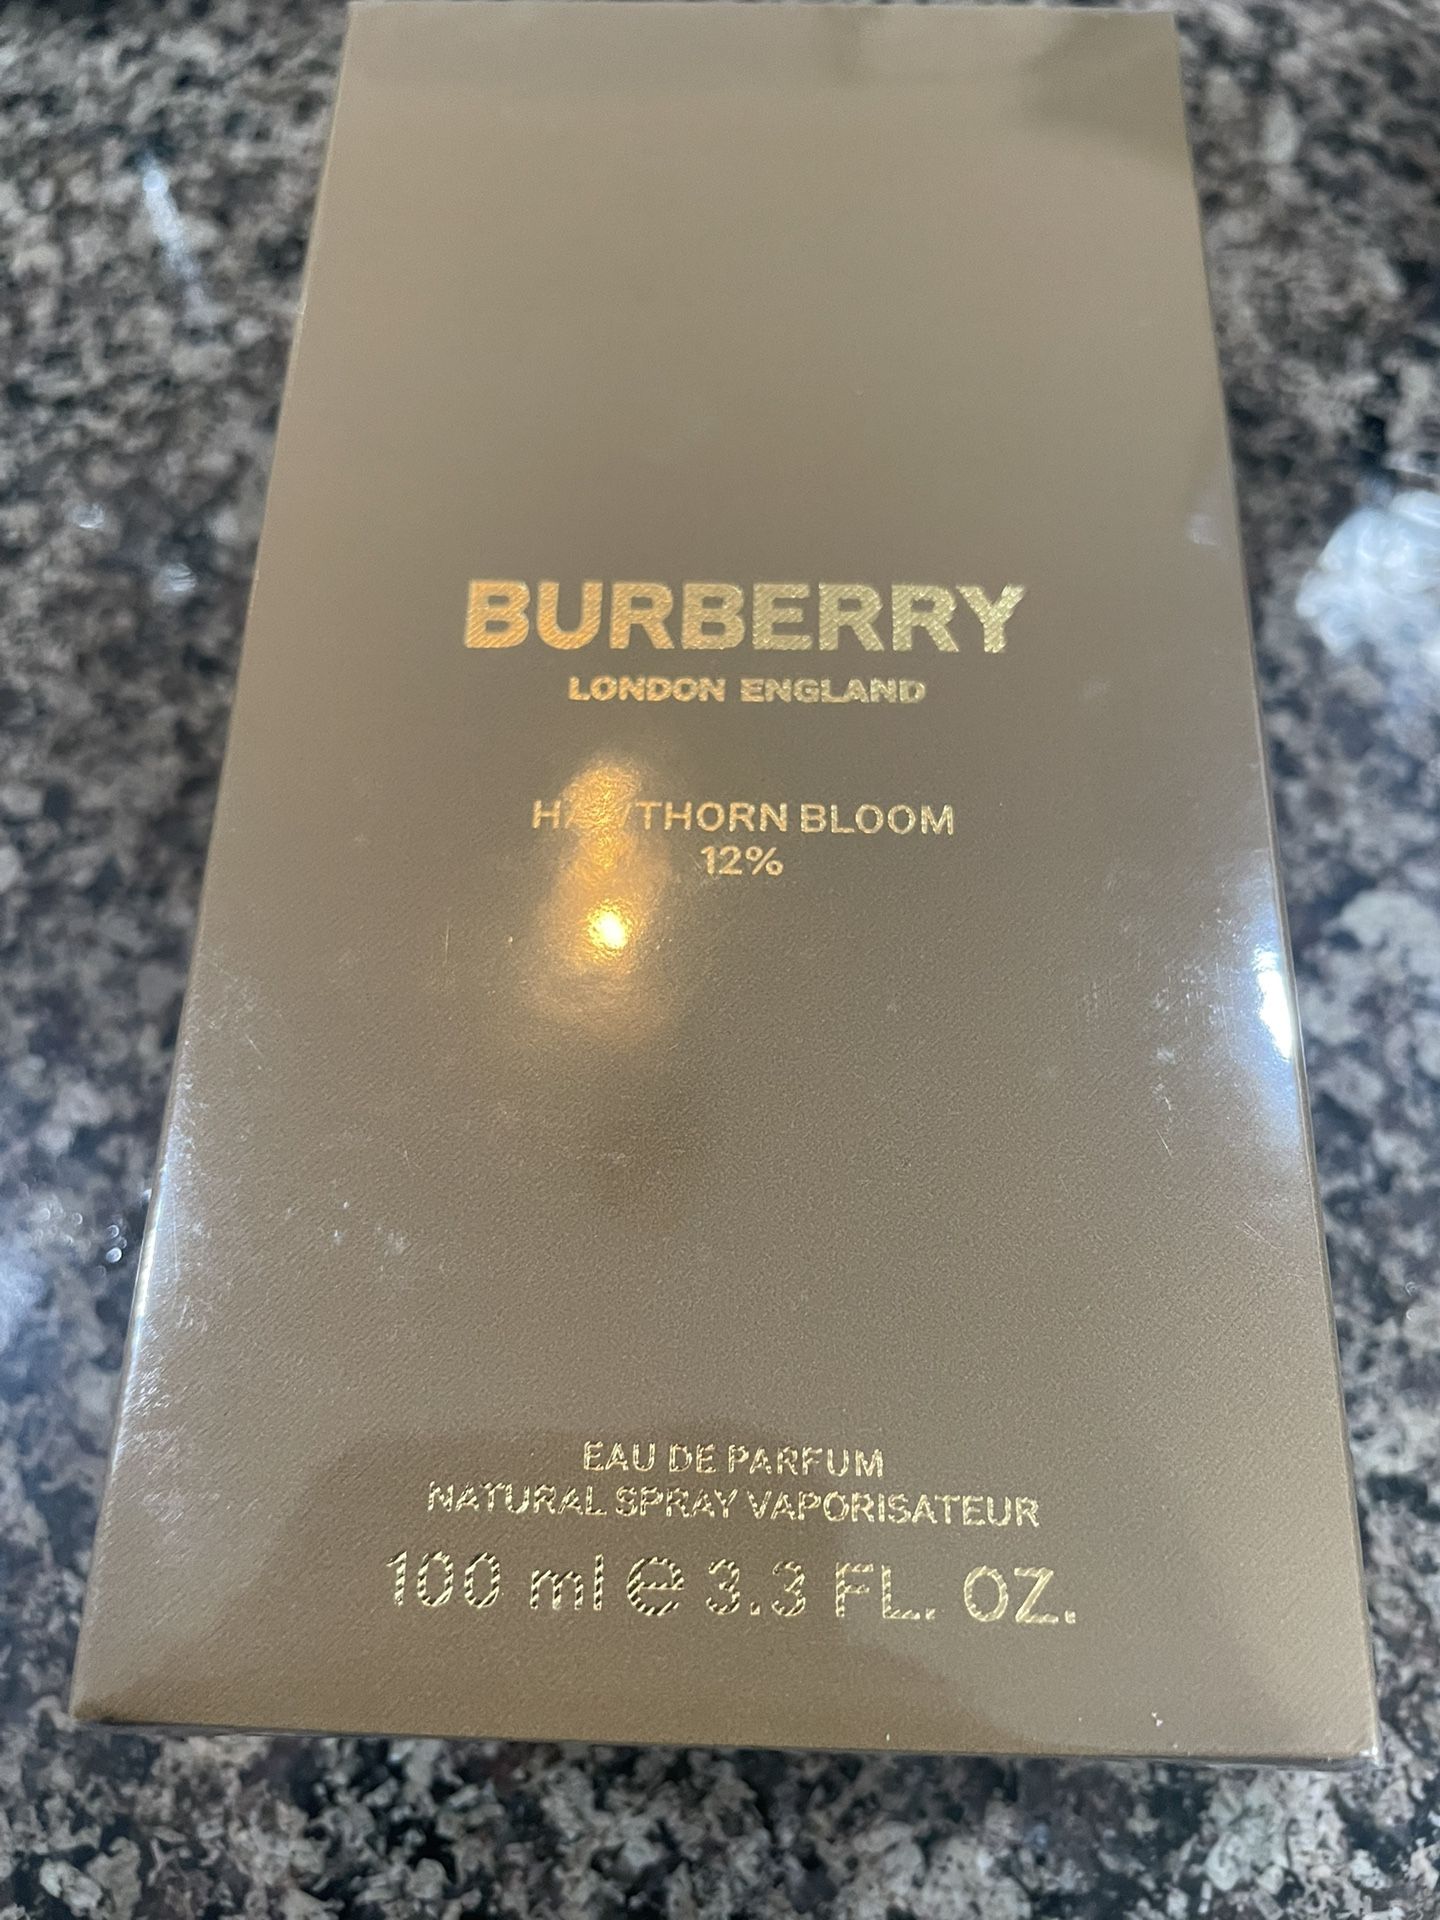 BURBERRY
LONDON ENGLAND
HAWTHORN BLOOM
12%
EAU DE PARFUM
NATURAL SPRAY VAPORISATEUR
100 ml ℮ 3.3 FL. OZ.